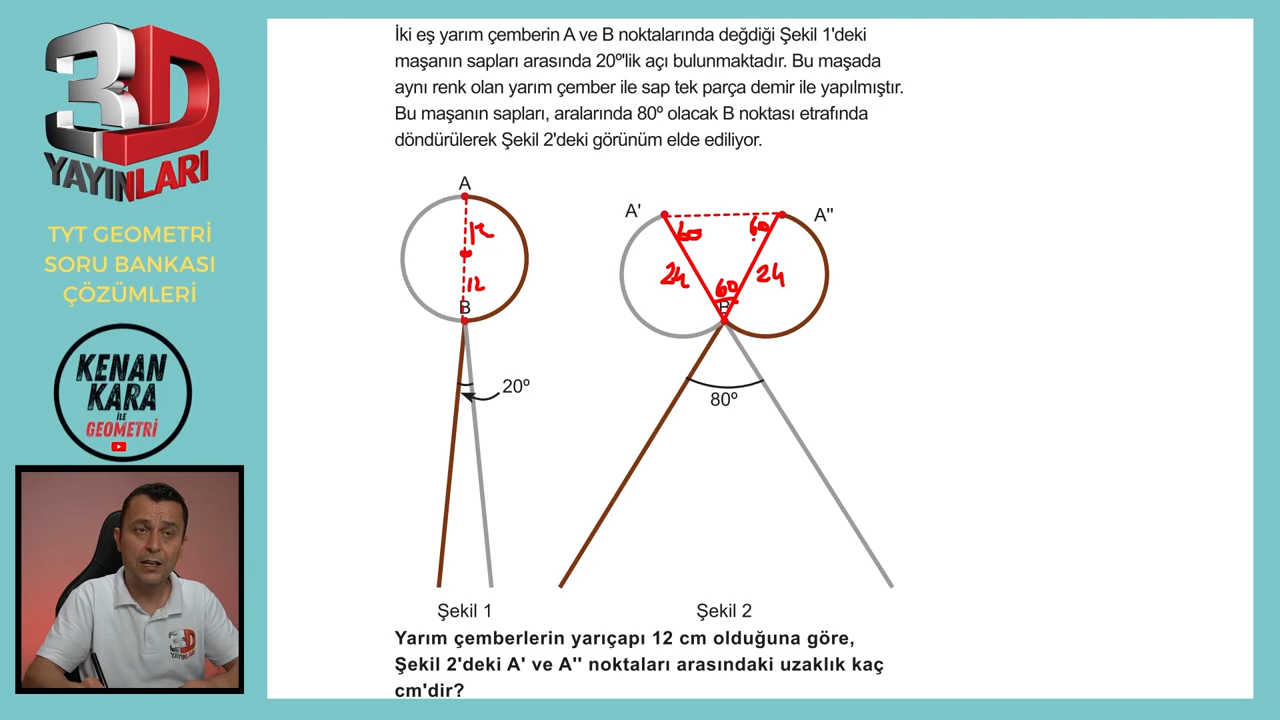 3D
YAYINLARI
TYT GEOMETRİ
SORU BANKASI
ÇÖZÜMLERİ
KENAN
KARA
İLE
GEOMETRİ
3D
YAYINLARI
İki eş yarım çemberin A ve B noktalarında değdiği Şekil 1'deki
maşanın sapları arasında 20º'lik açı bulunmaktadır. Bu maşada
aynı renk olan yarım çember ile sap tek parça demir ile yapılmıştır.
Bu maşanın sapları, aralarında 80º olacak B noktası etrafında
döndürülerek Şekil 2'deki görünüm elde ediliyor.
A
12
12
B
20º
Şekil 1
A'
A''
60
60
24
24
60
B
80º
Şekil 2
Yarım çemberlerin yarıçapı 12 cm olduğuna göre,
Şekil 2'deki A' ve A'' noktaları arasındaki uzaklık kaç
cm'dir?